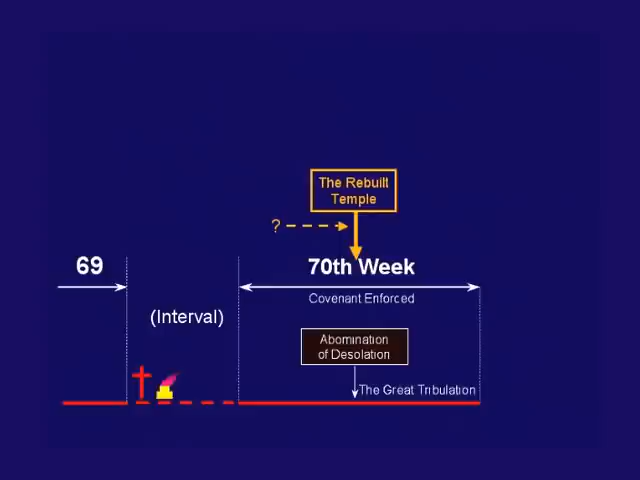 The Rebuilt
Temple
?
69
70th Week
Covenant Enforced
(Interval)
Abomination
of Desolation
The Great Tribulation